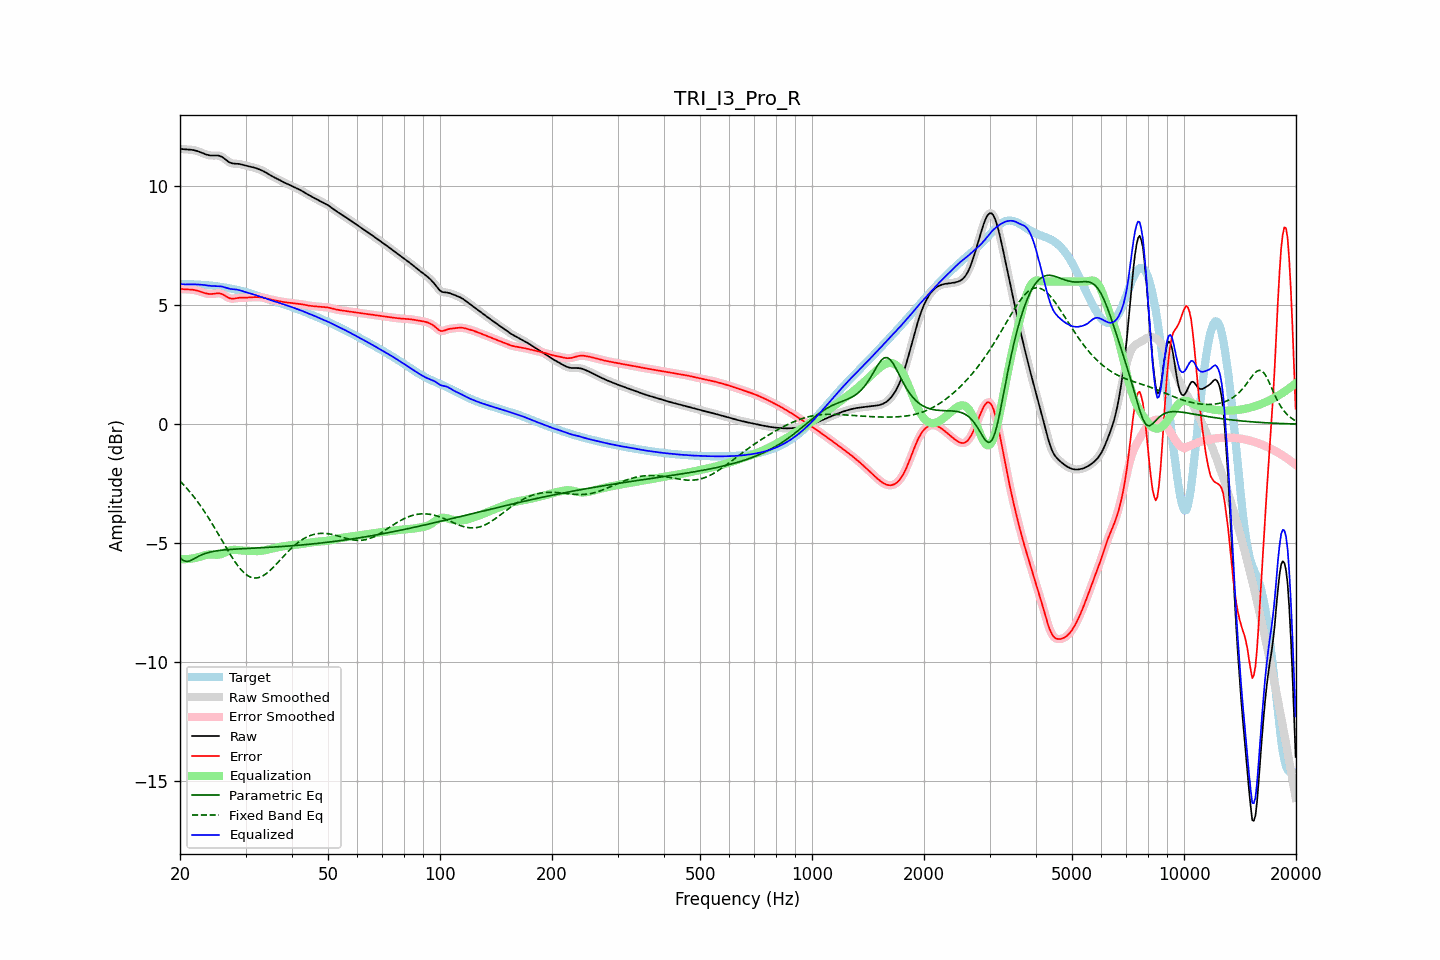 TRI_I3_Pro_R
Amplitude (dBr)
10
5
0
−5
−10
−15
Target
Raw Smoothed
Error Smoothed
Raw
Error
Equalization
Parametric Eq
Fixed Band Eq
Equalized
20 50 100 200 500 1000 2000 5000 10000 20000
Frequency (Hz)